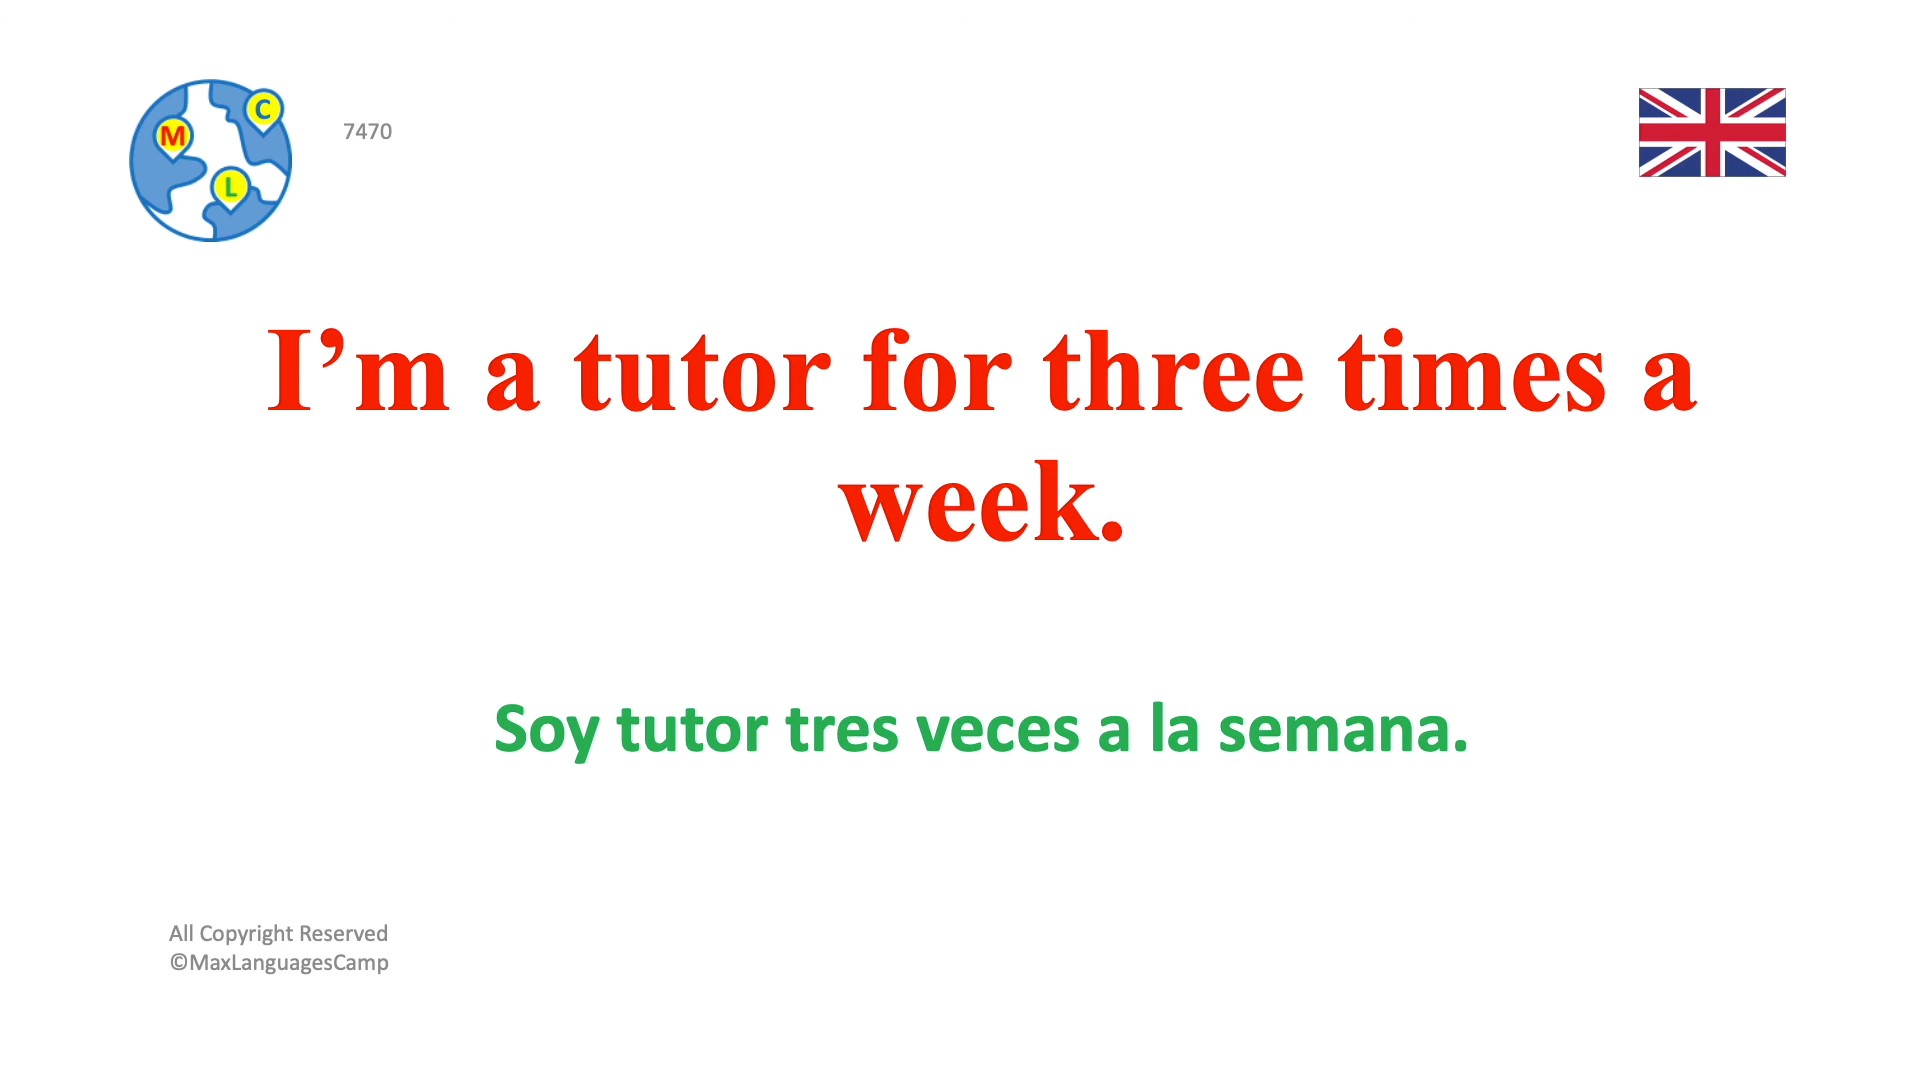 C
M
L
7470
I’m a tutor for three times a
week.
Soy tutor tres veces a la semana.
All Copyright Reserved
©MaxLanguagesCamp